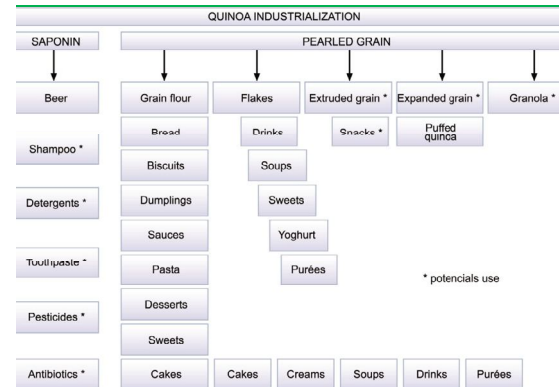 QUINOA INDUSTRIALIZATION
SAPONIN
PEARLED GRAIN
Beer
Grain flour
Flakes
Extruded grain *
Expanded grain *
Granola *
Bread
Drinks
Snacks *
Puffed
quinca
Shampoo *
Biscuits
Soups
Detergents *
Dumplings
Sweets
Sauces
Yoghurt
Toothpaste *
Pasta
Purées
* potencials use
Pesticides *
Desserts
Sweets
Antibiotics *
Cakes
Cakes
Creams
Soups
Drinks
Purées